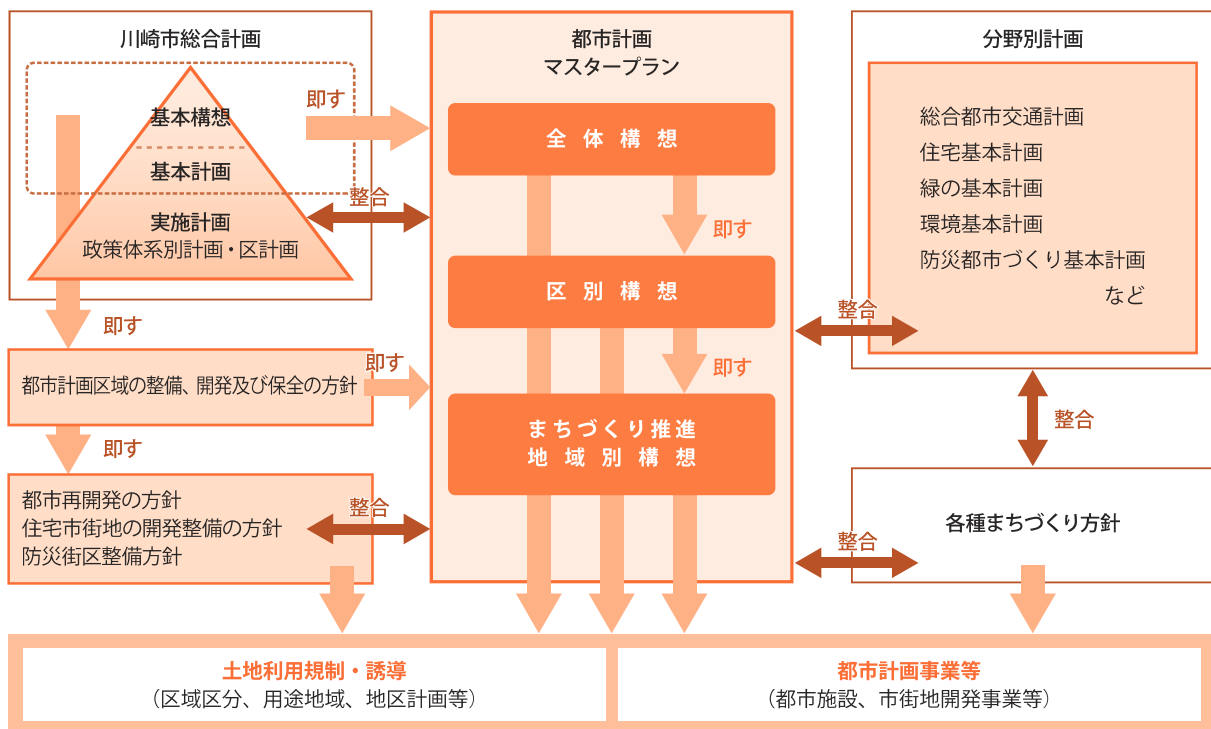 川崎市総合計画
基本構想
基本計画
実施計画
政策体系別計画・区計画
即す
整合
即す
都市計画区域の整備、開発及び保全の方針
即す
即す
都市再開発の方針
住宅市街地の開発整備の方針
防災街区整備方針
整合
都市計画
マスタープラン
全体構想
即す
区別構想
即す
まちづくり推進
地域別構想
分野別計画
総合都市交通計画
住宅基本計画
緑の基本計画
環境基本計画
防災都市づくり基本計画
など
整合
整合
各種まちづくり方針
整合
土地利用規制・誘導
（区域区分、用途地域、地区計画等）
都市計画事業等
（都市施設、市街地開発事業等）